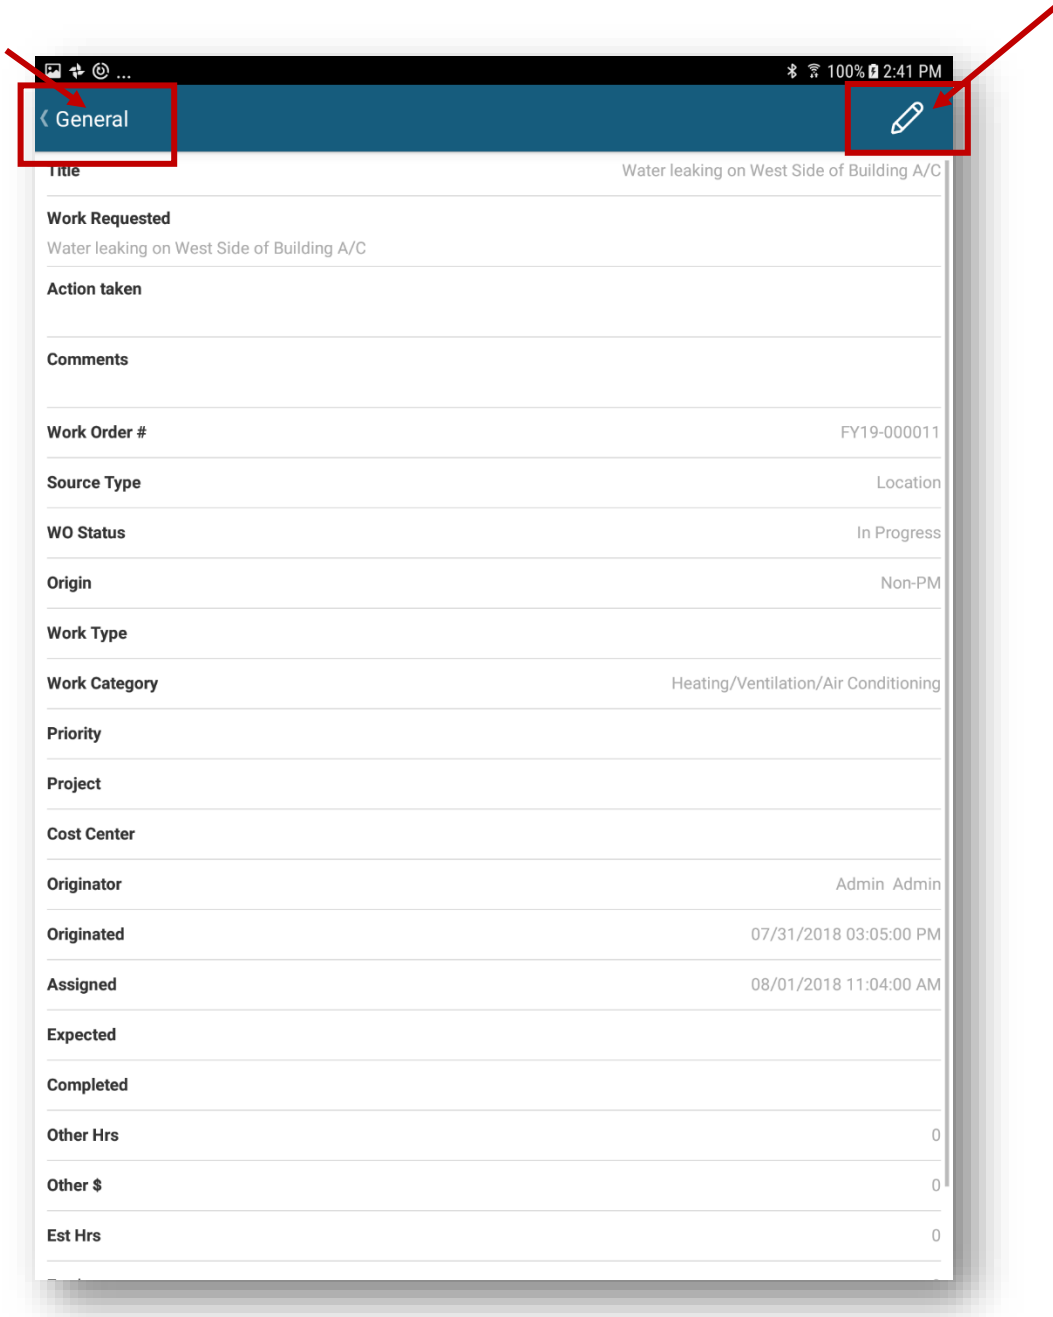 ... 100% 2:41 PM
General
Title Water leaking on West Side of Building A/C
Work Requested
Water leaking on West Side of Building A/C
Action taken
Comments
Work Order # FY19-000011
Source Type Location
WO Status In Progress
Origin Non-PM
Work Type
Work Category Heating/Ventilation/Air Conditioning
Priority
Project
Cost Center
Originator Admin Admin
Originated 07/31/2018 03:05:00 PM
Assigned 08/01/2018 11:04:00 AM
Expected
Completed
Other Hrs 0
Other $ 0
Est Hrs 0